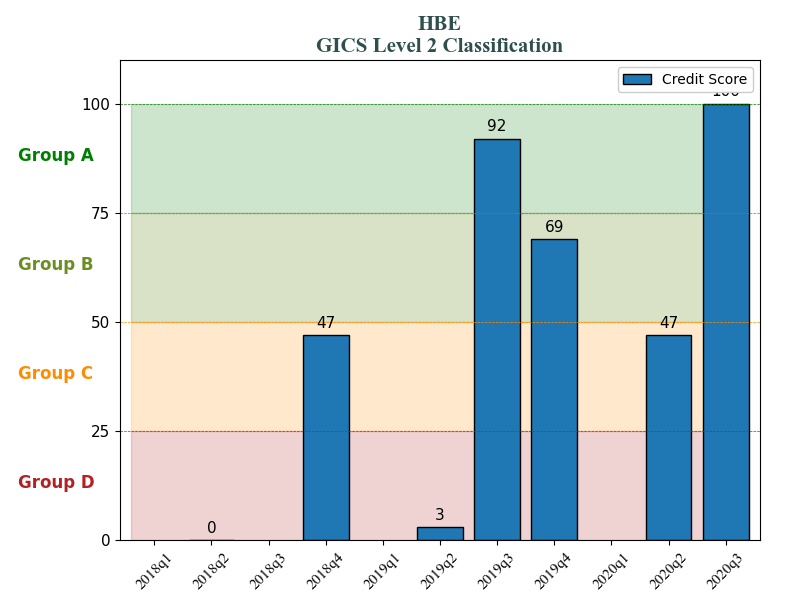 HBE
GICS Level 2 Classification
Credit Score
100
Group A
92
75
69
Group B
50
47
47
Group C
25
Group D
3
0
0
2018q1
2018q2
2018q3
2018q4
2019q1
2019q2
2019q3
2019q4
2020q1
2020q2
2020q3